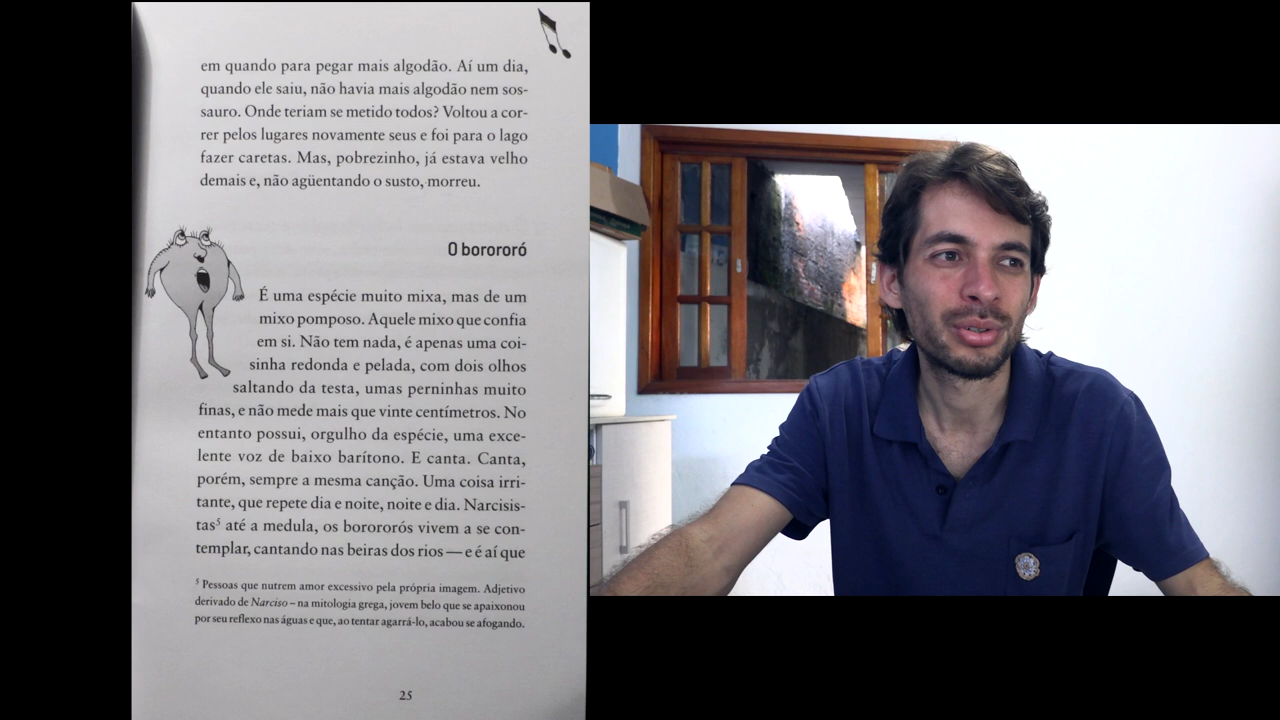 em quando para pegar mais algodão. Aí um dia,
quando ele saiu, não havia mais algodão nem sos-
sauro. Onde teriam se metido todos? Voltou a cor-
rer pelos lugares novamente seus e foi para o lago
fazer caretas. Mas, pobrezinho, já estava velho
demais e, não agüentando o susto, morreu.
O borororó
É uma espécie muito mixa, mas de um
mixo pomposo. Aquele mixo que confia
em si. Não tem nada, é apenas uma coi-
sinha redonda e pelada, com dois olhos
saltando da testa, umas perninhas muito
finas, e não mede mais que vinte centímetros. No
entanto possui, orgulho da espécie, uma exce-
lente voz de baixo barítono. E canta. Canta,
porém, sempre a mesma canção. Uma coisa irri-
tante, que repete dia e noite, noite e dia. Narcisis-
tas⁵ até a medula, os borororós vivem a se con-
templar, cantando nas beiras dos rios — e é aí que
⁵ Pessoas que nutrem amor excessivo pela própria imagem. Adjetivo
derivado de Narciso – na mitologia grega, jovem belo que se apaixonou
por seu reflexo nas águas e que, ao tentar agarrá-lo, acabou se afogando.
25